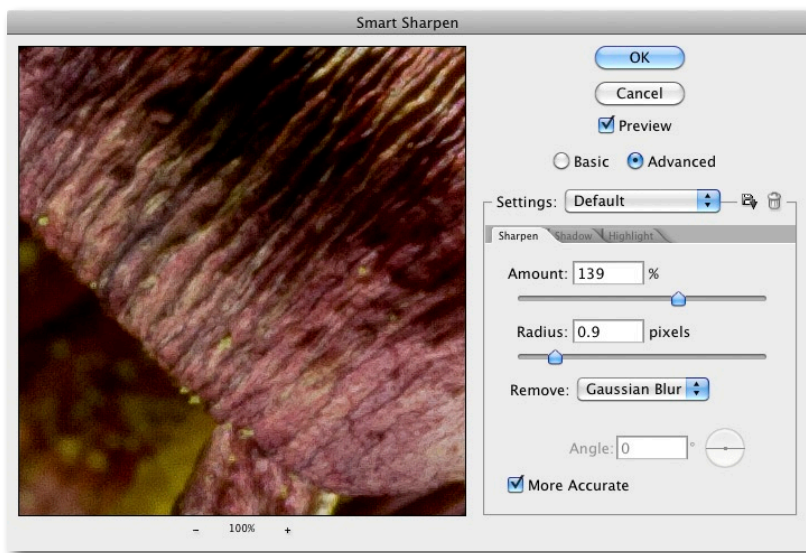 Smart Sharpen
OK
Cancel
Preview
Basic Advanced
Settings: Default
Sharpen Shadow Highlight
Amount: 139 %
Radius: 0.9 pixels
Remove: Gaussian Blur
Angle: 0 °
More Accurate
- 100% +